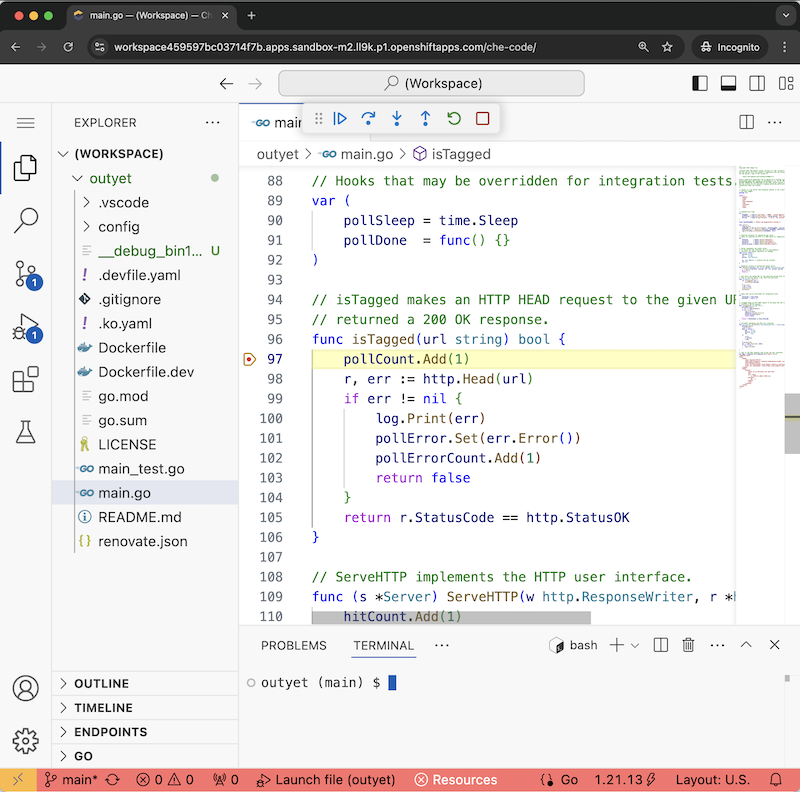 main.go — (Workspace) — Ch
workspace459597bc03714f7b.apps.sandbox-m2.ll9k.p1.openshiftapps.com/che-code/
Incognito
(Workspace)
EXPLORER
(WORKSPACE)
outyet
.vscode
config
__debug_bin1... U
! .devfile.yaml
.gitignore
! .ko.yaml
Dockerfile
Dockerfile.dev
go.mod
go.sum
LICENSE
GO main_test.go
GO main.go
README.md
{} renovate.json
OUTLINE
TIMELINE
ENDPOINTS
GO
1
1
GO main
outyet > GO main.go > isTagged
88 // Hooks that may be overridden for integration tests.
89 var (
90 pollSleep = time.Sleep
91 pollDone  = func() {}
92 )
93
94 // isTagged makes an HTTP HEAD request to the given UR
95 // returned a 200 OK response.
96 func isTagged(url string) bool {
97 pollCount.Add(1)
98 r, err := http.Head(url)
99 if err != nil {
100 log.Print(err)
101 pollError.Set(err.Error())
102 pollErrorCount.Add(1)
103 return false
104 }
105 return r.StatusCode == http.StatusOK
106 }
107
108 // ServeHTTP implements the HTTP user interface.
109 func (s *Server) ServeHTTP(w http.ResponseWriter, r *h
110 hitCount.Add(1)
PROBLEMS TERMINAL ...
bash
outyet (main) $
main* 0 0 0 Launch file (outyet) Resources Go 1.21.13 Layout: U.S.